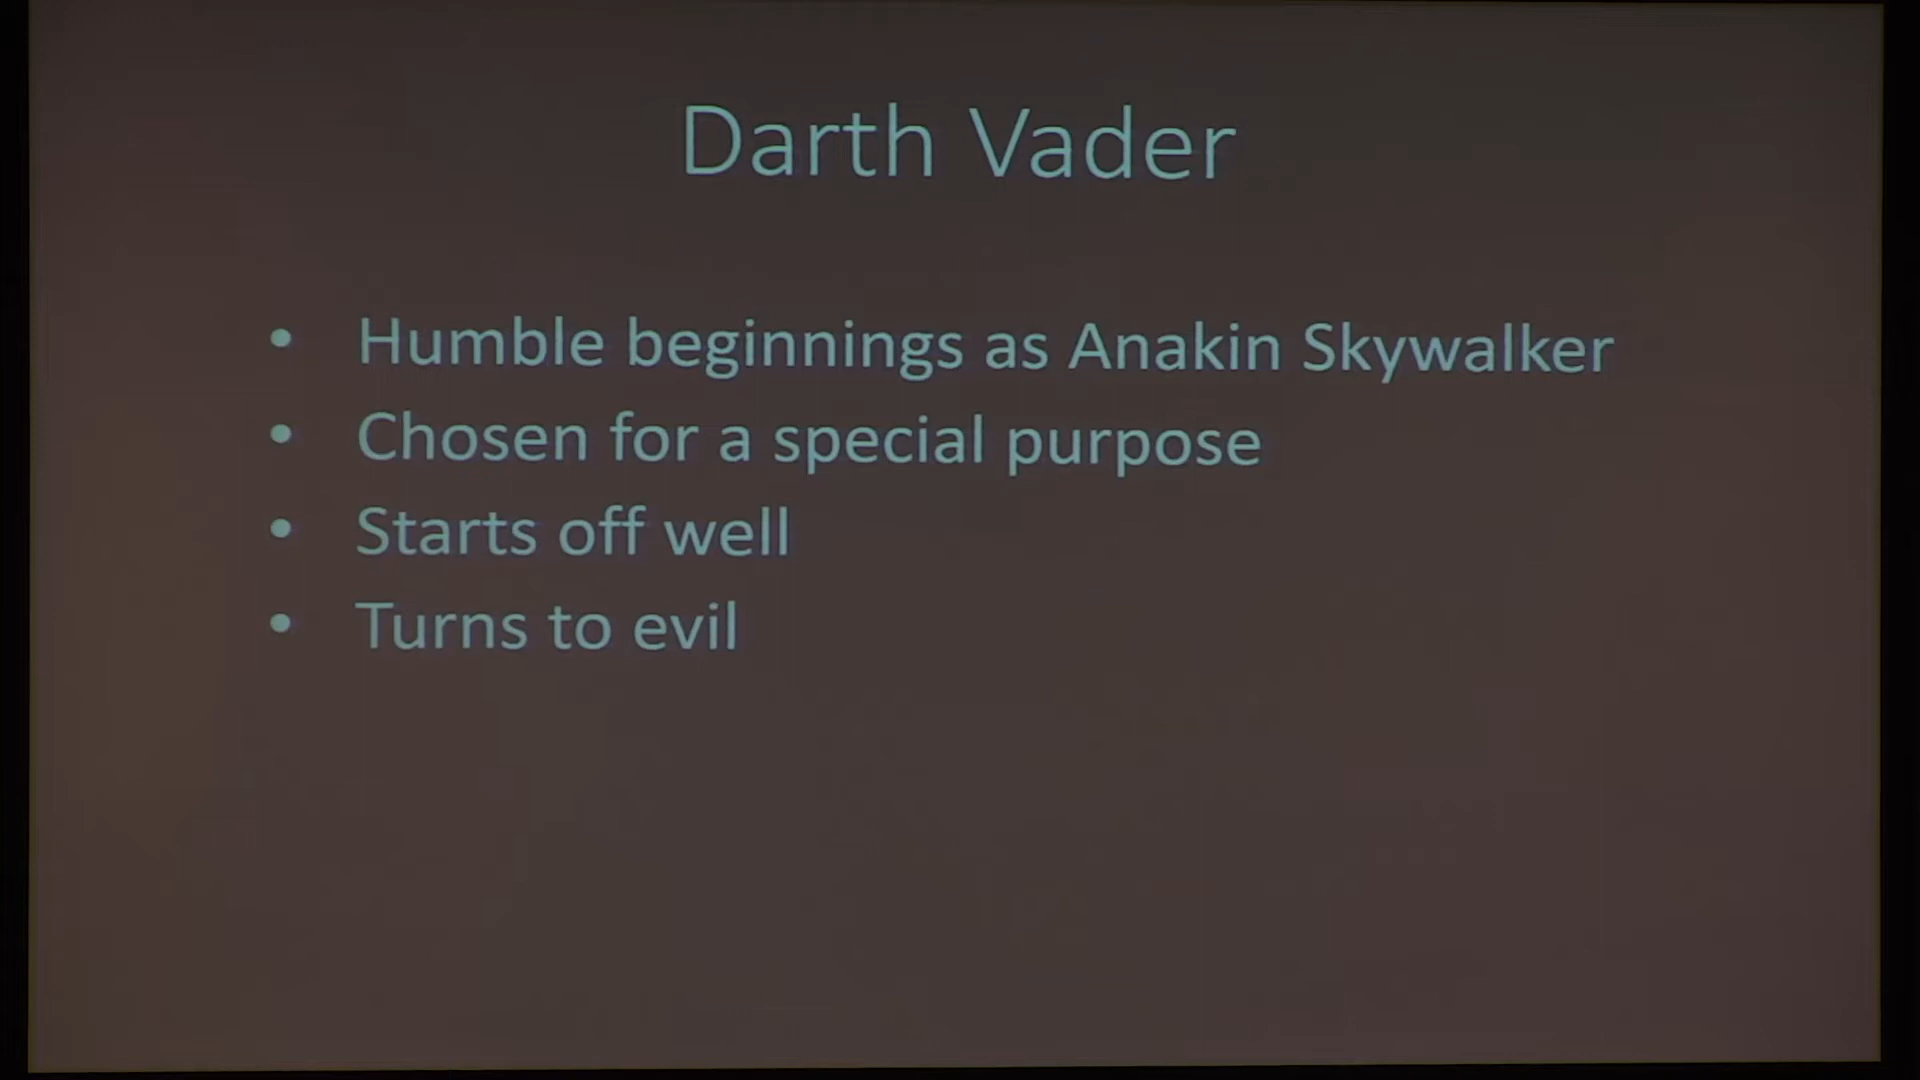 Darth Vader
• Humble beginnings as Anakin Skywalker
• Chosen for a special purpose
• Starts off well
• Turns to evil